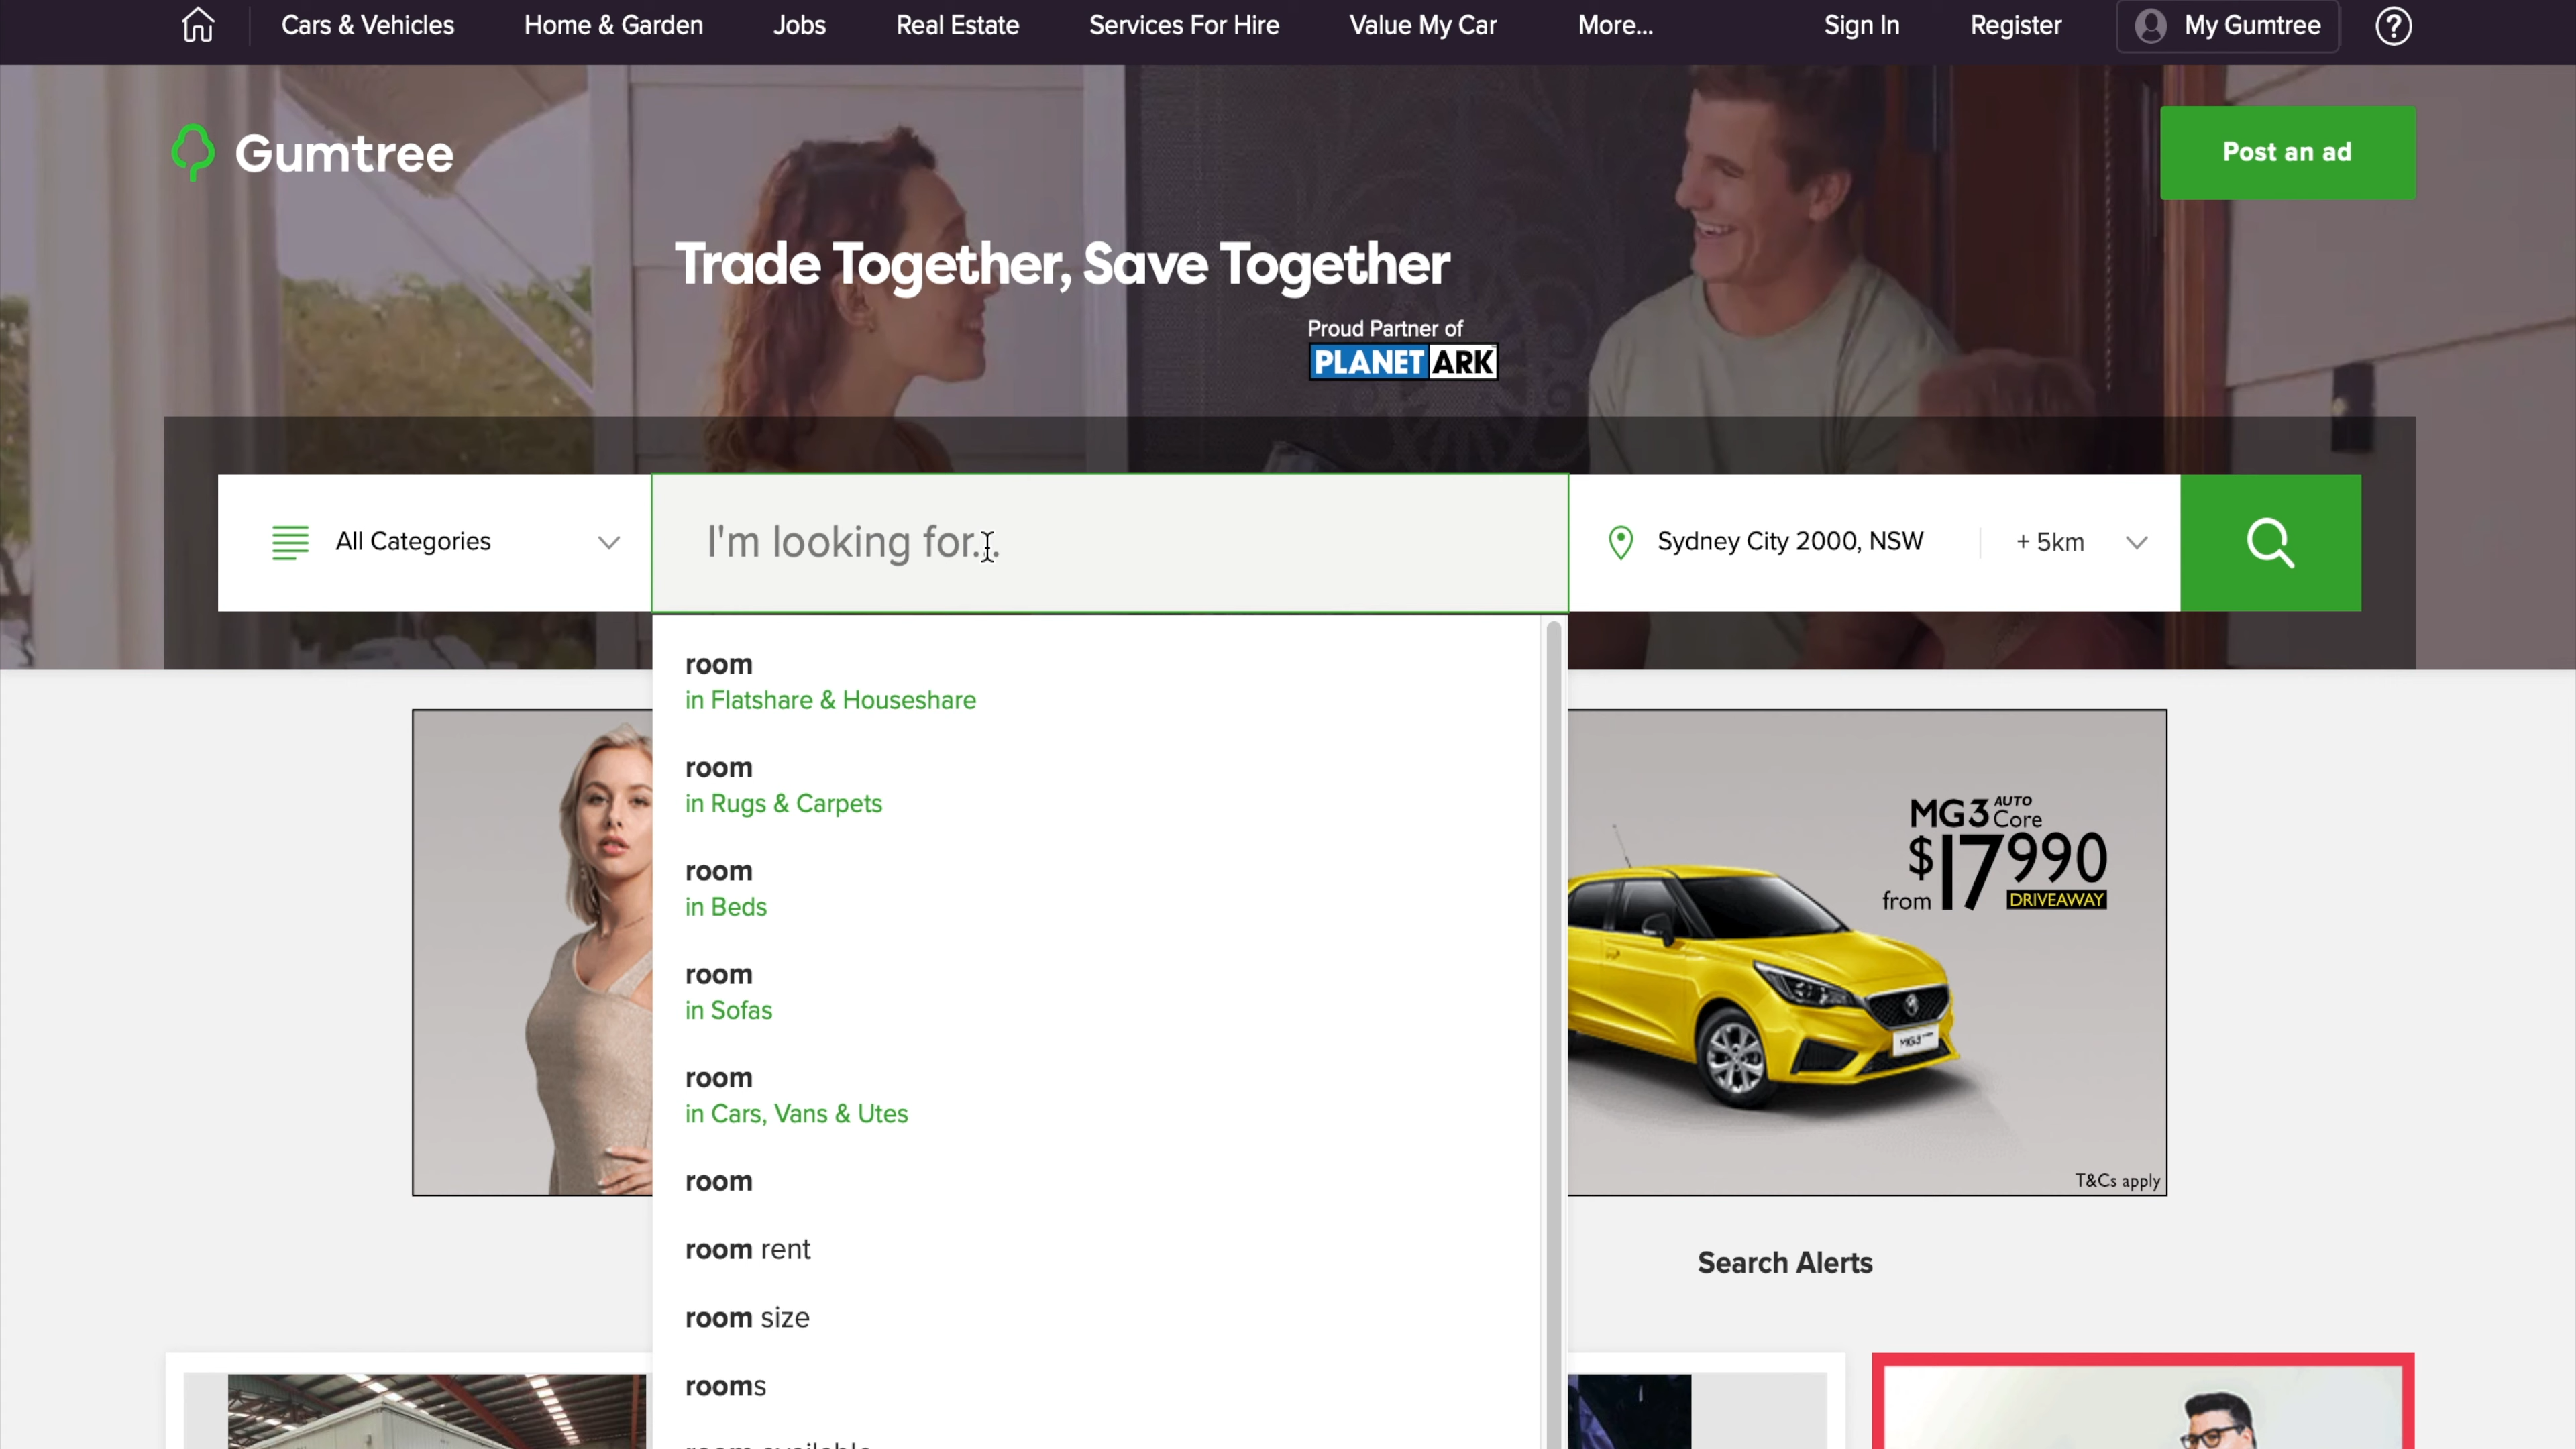 Cars & Vehicles Home & Garden Jobs Real Estate Services For Hire Value My Car More... Sign In Register My Gumtree ?
Gumtree
Post an ad
Trade Together, Save Together
Proud Partner of
PLANET ARK
All Categories
I'm looking for...
Sydney City 2000, NSW + 5km
room
in Flatshare & Houseshare
room
in Rugs & Carpets
room
in Beds
room
in Sofas
room
in Cars, Vans & Utes
room
room rent
room size
rooms
room available
MG3 AUTO Core
from $17990
DRIVEAWAY
MG3
T&Cs apply
Search Alerts